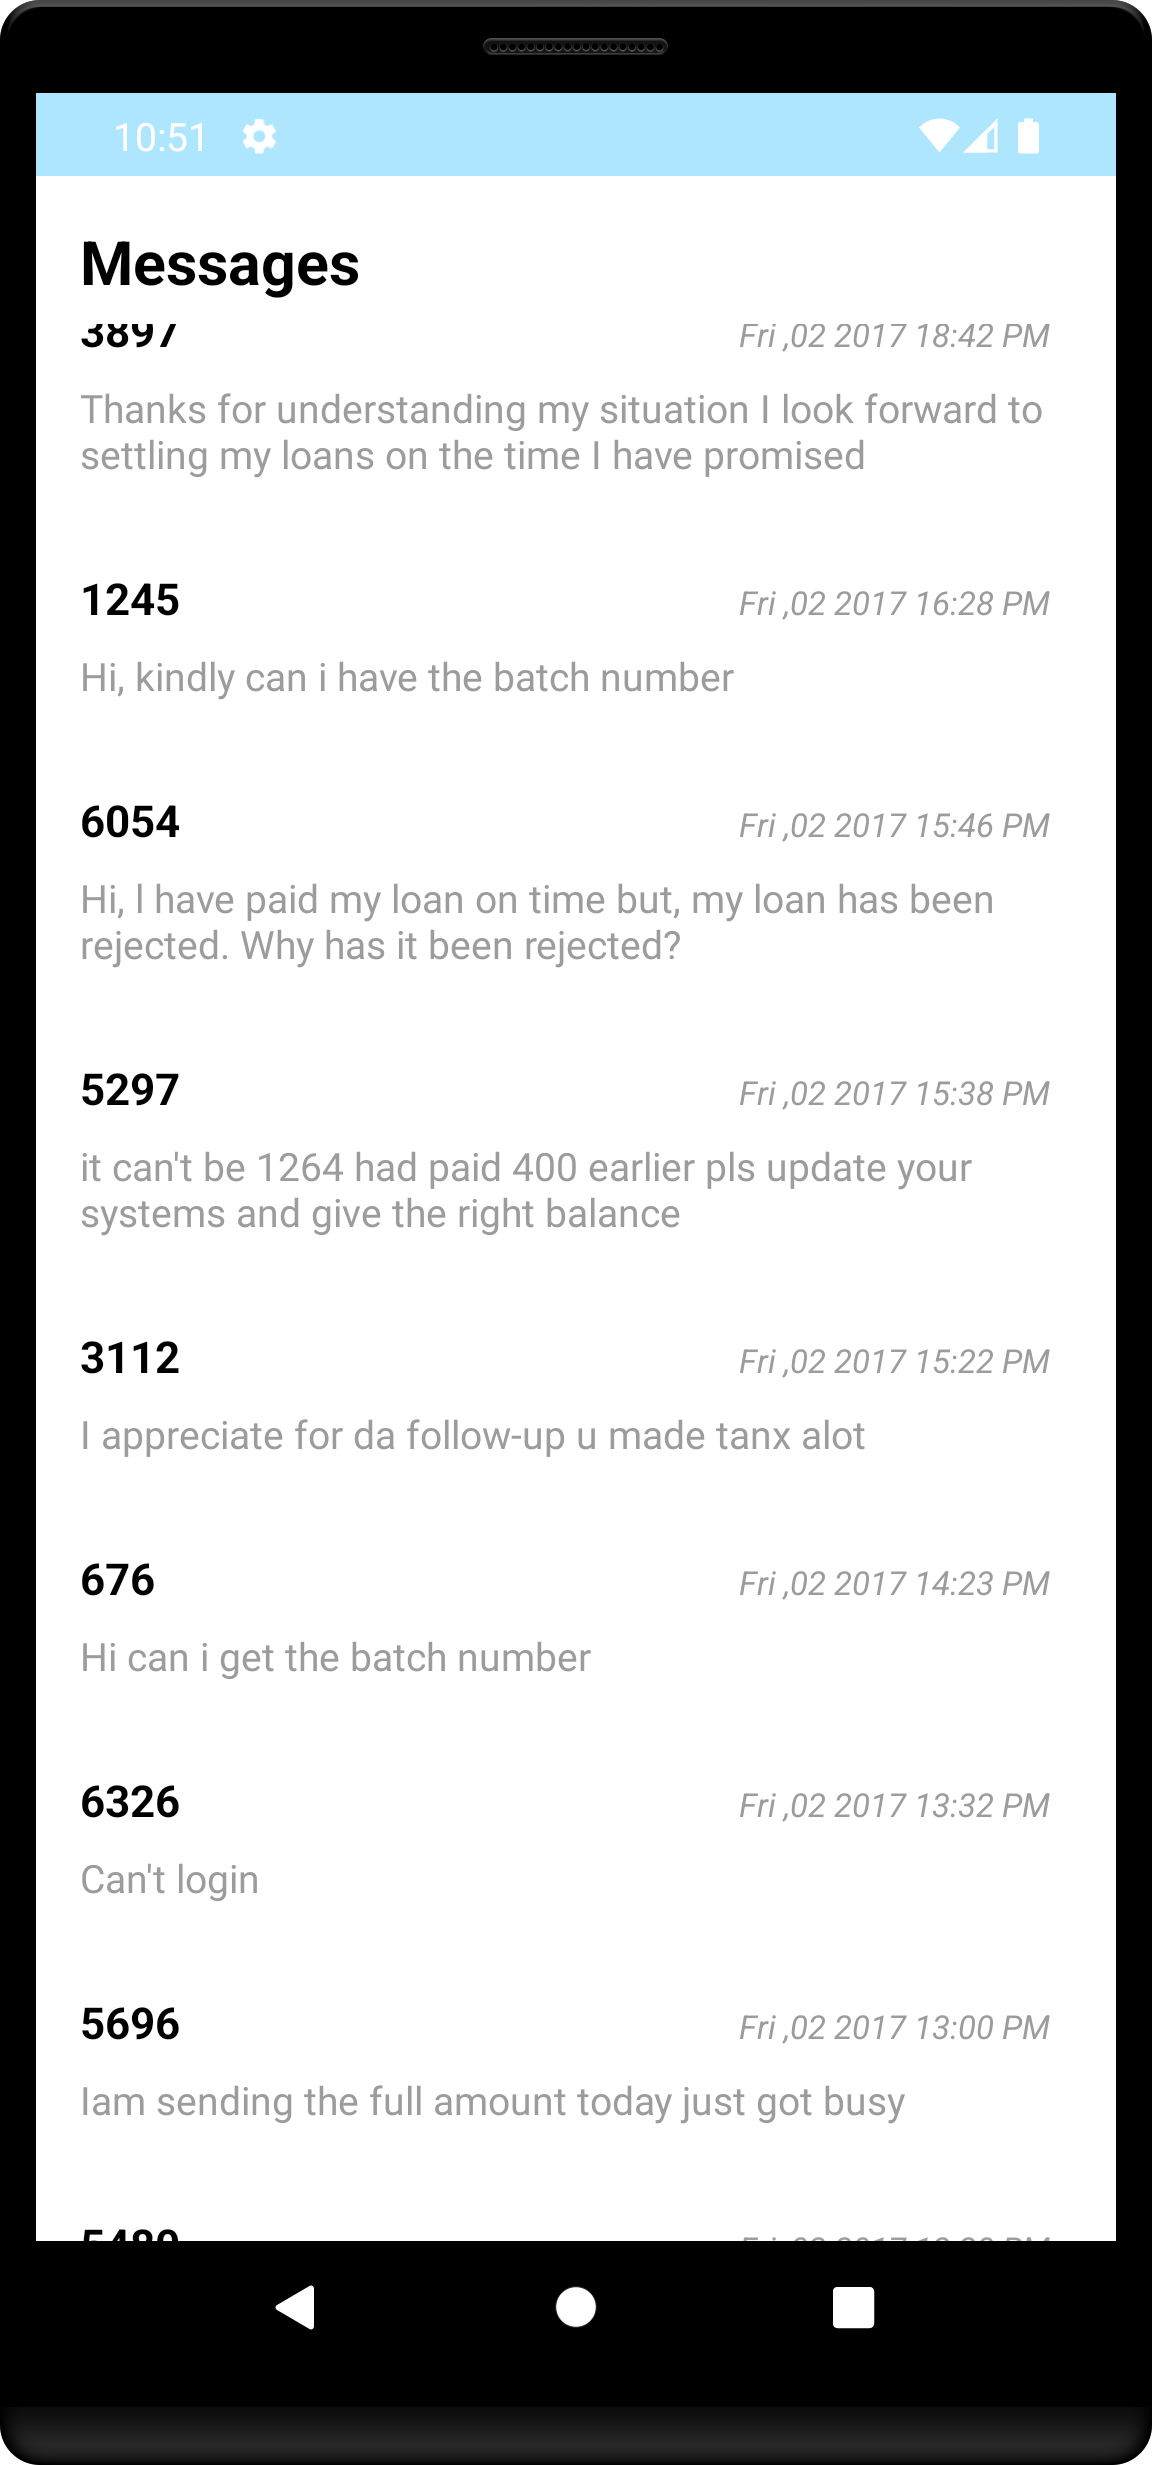 10:51
Messages
3897 Fri ,02 2017 18:42 PM
Thanks for understanding my situation I look forward to
settling my loans on the time I have promised
1245 Fri ,02 2017 16:28 PM
Hi, kindly can i have the batch number
6054 Fri ,02 2017 15:46 PM
Hi, I have paid my loan on time but, my loan has been
rejected. Why has it been rejected?
5297 Fri ,02 2017 15:38 PM
it can't be 1264 had paid 400 earlier pls update your
systems and give the right balance
3112 Fri ,02 2017 15:22 PM
I appreciate for da follow-up u made tanx alot
676 Fri ,02 2017 14:23 PM
Hi can i get the batch number
6326 Fri ,02 2017 13:32 PM
Can't login
5696 Fri ,02 2017 13:00 PM
Iam sending the full amount today just got busy